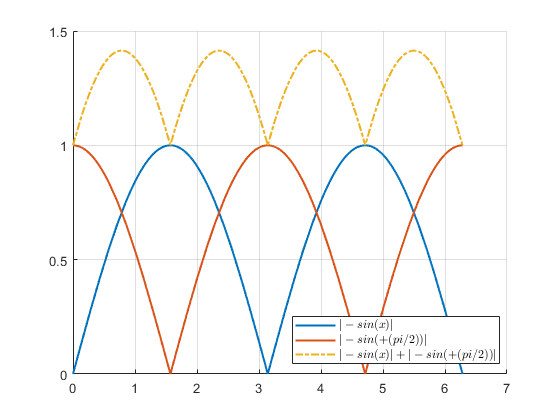 1.5
1
0.5
0
0 1 2 3 4 5 6 7
|−sin(x)|
|−sin(+(pi/2))|
|−sin(x)|+|−sin(+(pi/2))|